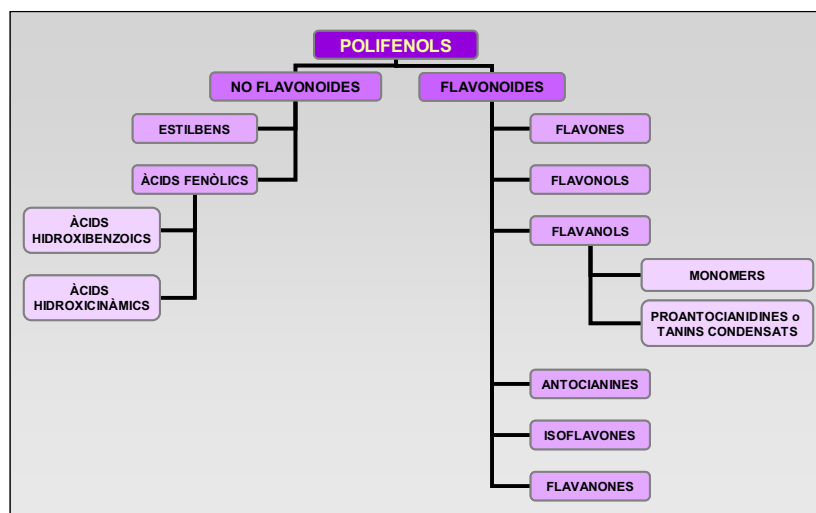 POLIFENOLS
NO FLAVONOIDES
FLAVONOIDES
ESTILBENS
ÀCIDS FENÒLICS
ÀCIDS
HIDROXIBENZOICS
ÀCIDS
HIDROXICINÀMICS
FLAVONES
FLAVONOLS
FLAVANOLS
MONOMERS
PROANTOCIANIDINES o
TANINS CONDENSATS
ANTOCIANINES
ISOFLAVONES
FLAVANONES